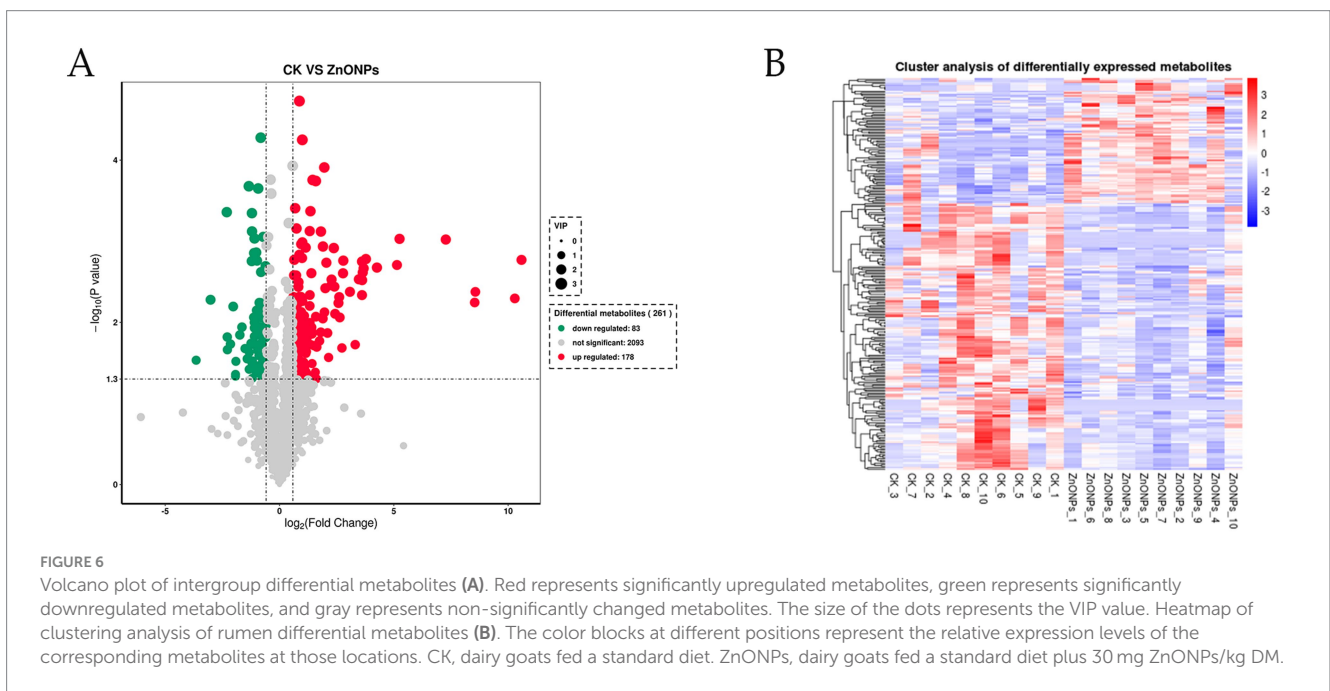 A
CK VS ZnONPs
−log₁₀(P value)
4
2
1.3
0
-5
0
5
10
log₂(Fold Change)
VIP
0
1
2
3
Differential metabolites ( 261 )
down regulated: 83
not significant: 2093
up regulated: 178
B
Cluster analysis of differentially expressed metabolites
3
2
1
0
-1
-2
-3
CK_3
CK_7
CK_2
CK_4
CK_8
CK_10
CK_6
CK_5
CK_9
CK_1
ZnONPs_1
ZnONPs_6
ZnONPs_8
ZnONPs_3
ZnONPs_5
ZnONPs_7
ZnONPs_2
ZnONPs_9
ZnONPs_4
ZnONPs_10
FIGURE 6
Volcano plot of intergroup differential metabolites (A). Red represents significantly upregulated metabolites, green represents significantly
downregulated metabolites, and gray represents non-significantly changed metabolites. The size of the dots represents the VIP value. Heatmap of
clustering analysis of rumen differential metabolites (B). The color blocks at different positions represent the relative expression levels of the
corresponding metabolites at those locations. CK, dairy goats fed a standard diet. ZnONPs, dairy goats fed a standard diet plus 30 mg ZnONPs/kg DM.